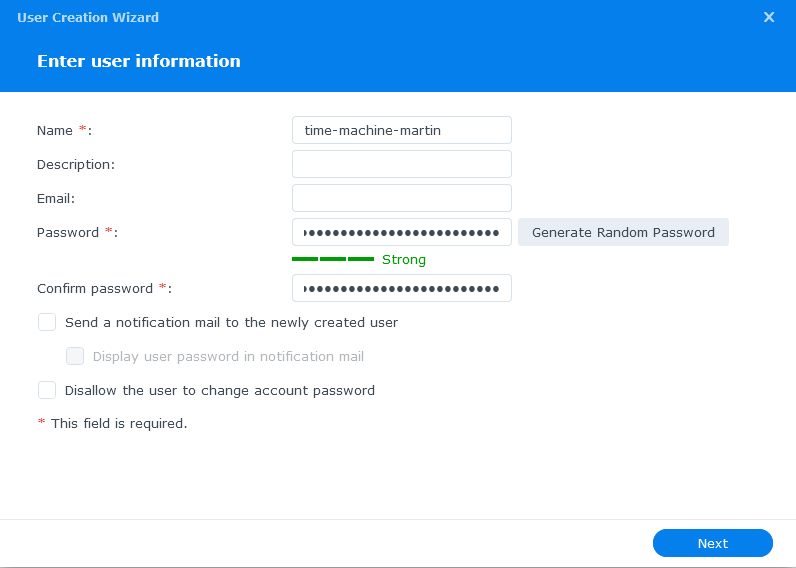 User Creation Wizard
Enter user information
Name *: time-machine-martin
Description:
Email:
Password *: ●●●●●●●●●●●●●●●●●●●●●●●● Generate Random Password
Strong
Confirm password *: ●●●●●●●●●●●●●●●●●●●●●●●●
Send a notification mail to the newly created user
Display user password in notification mail
Disallow the user to change account password
* This field is required.
Next